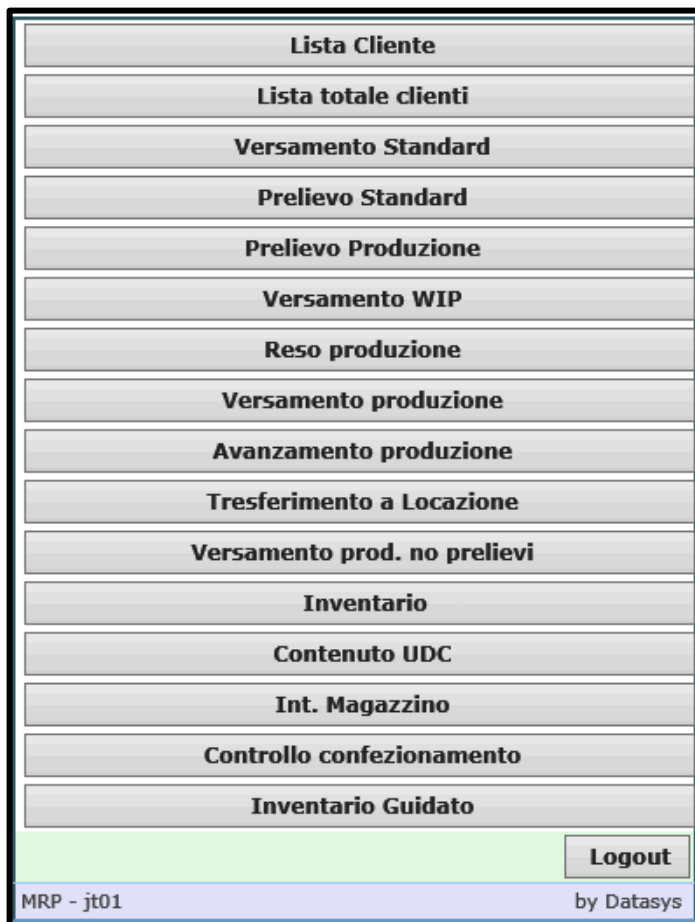 Lista Cliente
Lista totale clienti
Versamento Standard
Prelievo Standard
Prelievo Produzione
Versamento WIP
Reso produzione
Versamento produzione
Avanzamento produzione
Tresferimento a Locazione
Versamento prod. no prelievi
Inventario
Contenuto UDC
Int. Magazzino
Controllo confezionamento
Inventario Guidato
Logout
MRP - jt01 by Datasys